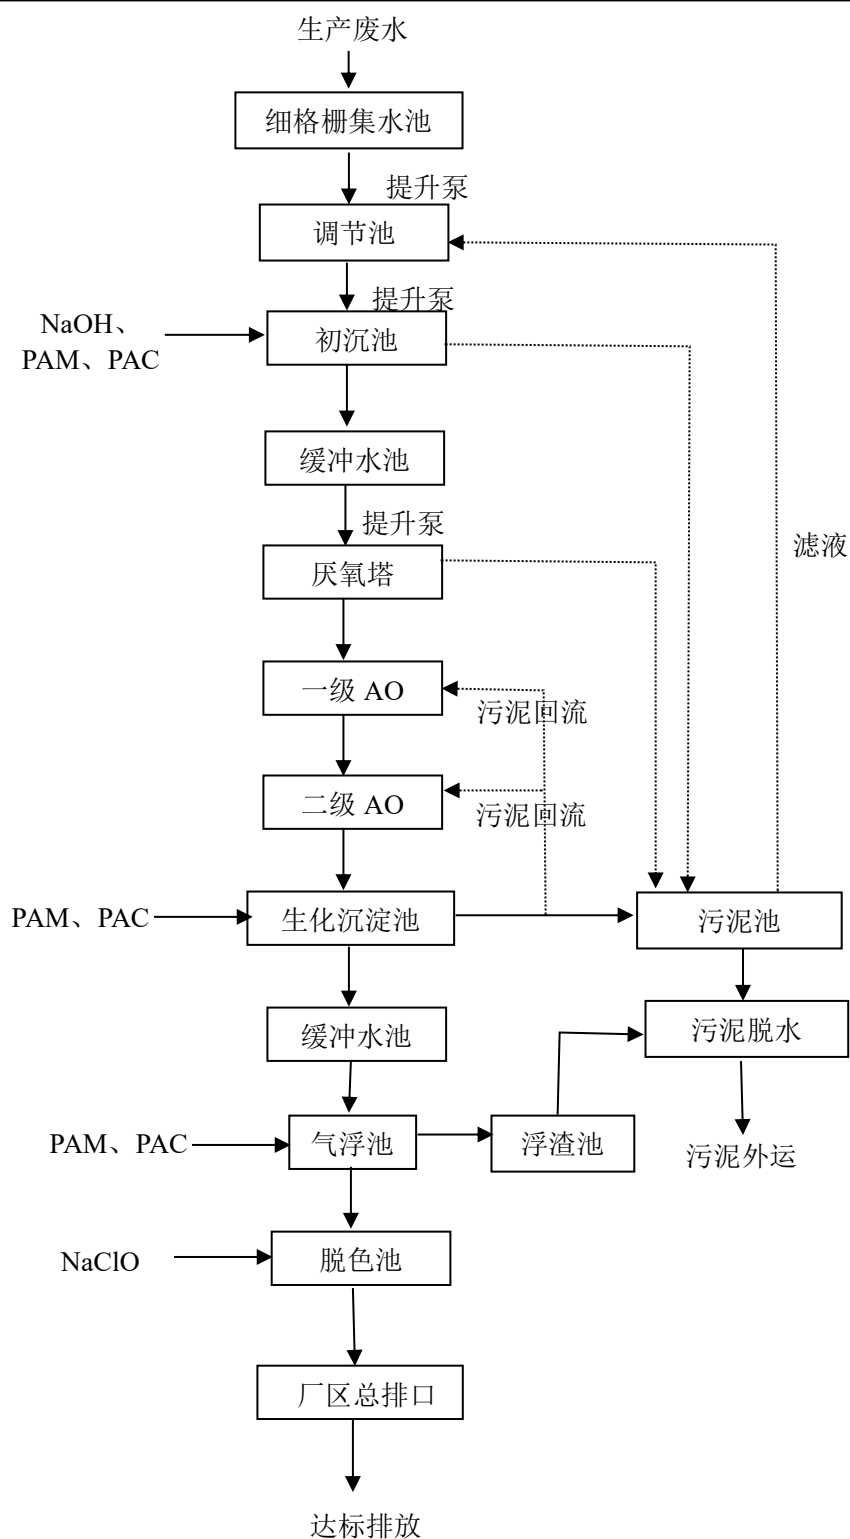 生产废水
细格栅集水池
提升泵
调节池
提升泵
NaOH、
PAM、PAC
初沉池
缓冲水池
提升泵
滤液
厌氧塔
一级 AO
污泥回流
二级 AO
污泥回流
PAM、PAC
生化沉淀池
污泥池
缓冲水池
污泥脱水
PAM、PAC
气浮池
浮渣池
污泥外运
NaClO
脱色池
厂区总排口
达标排放